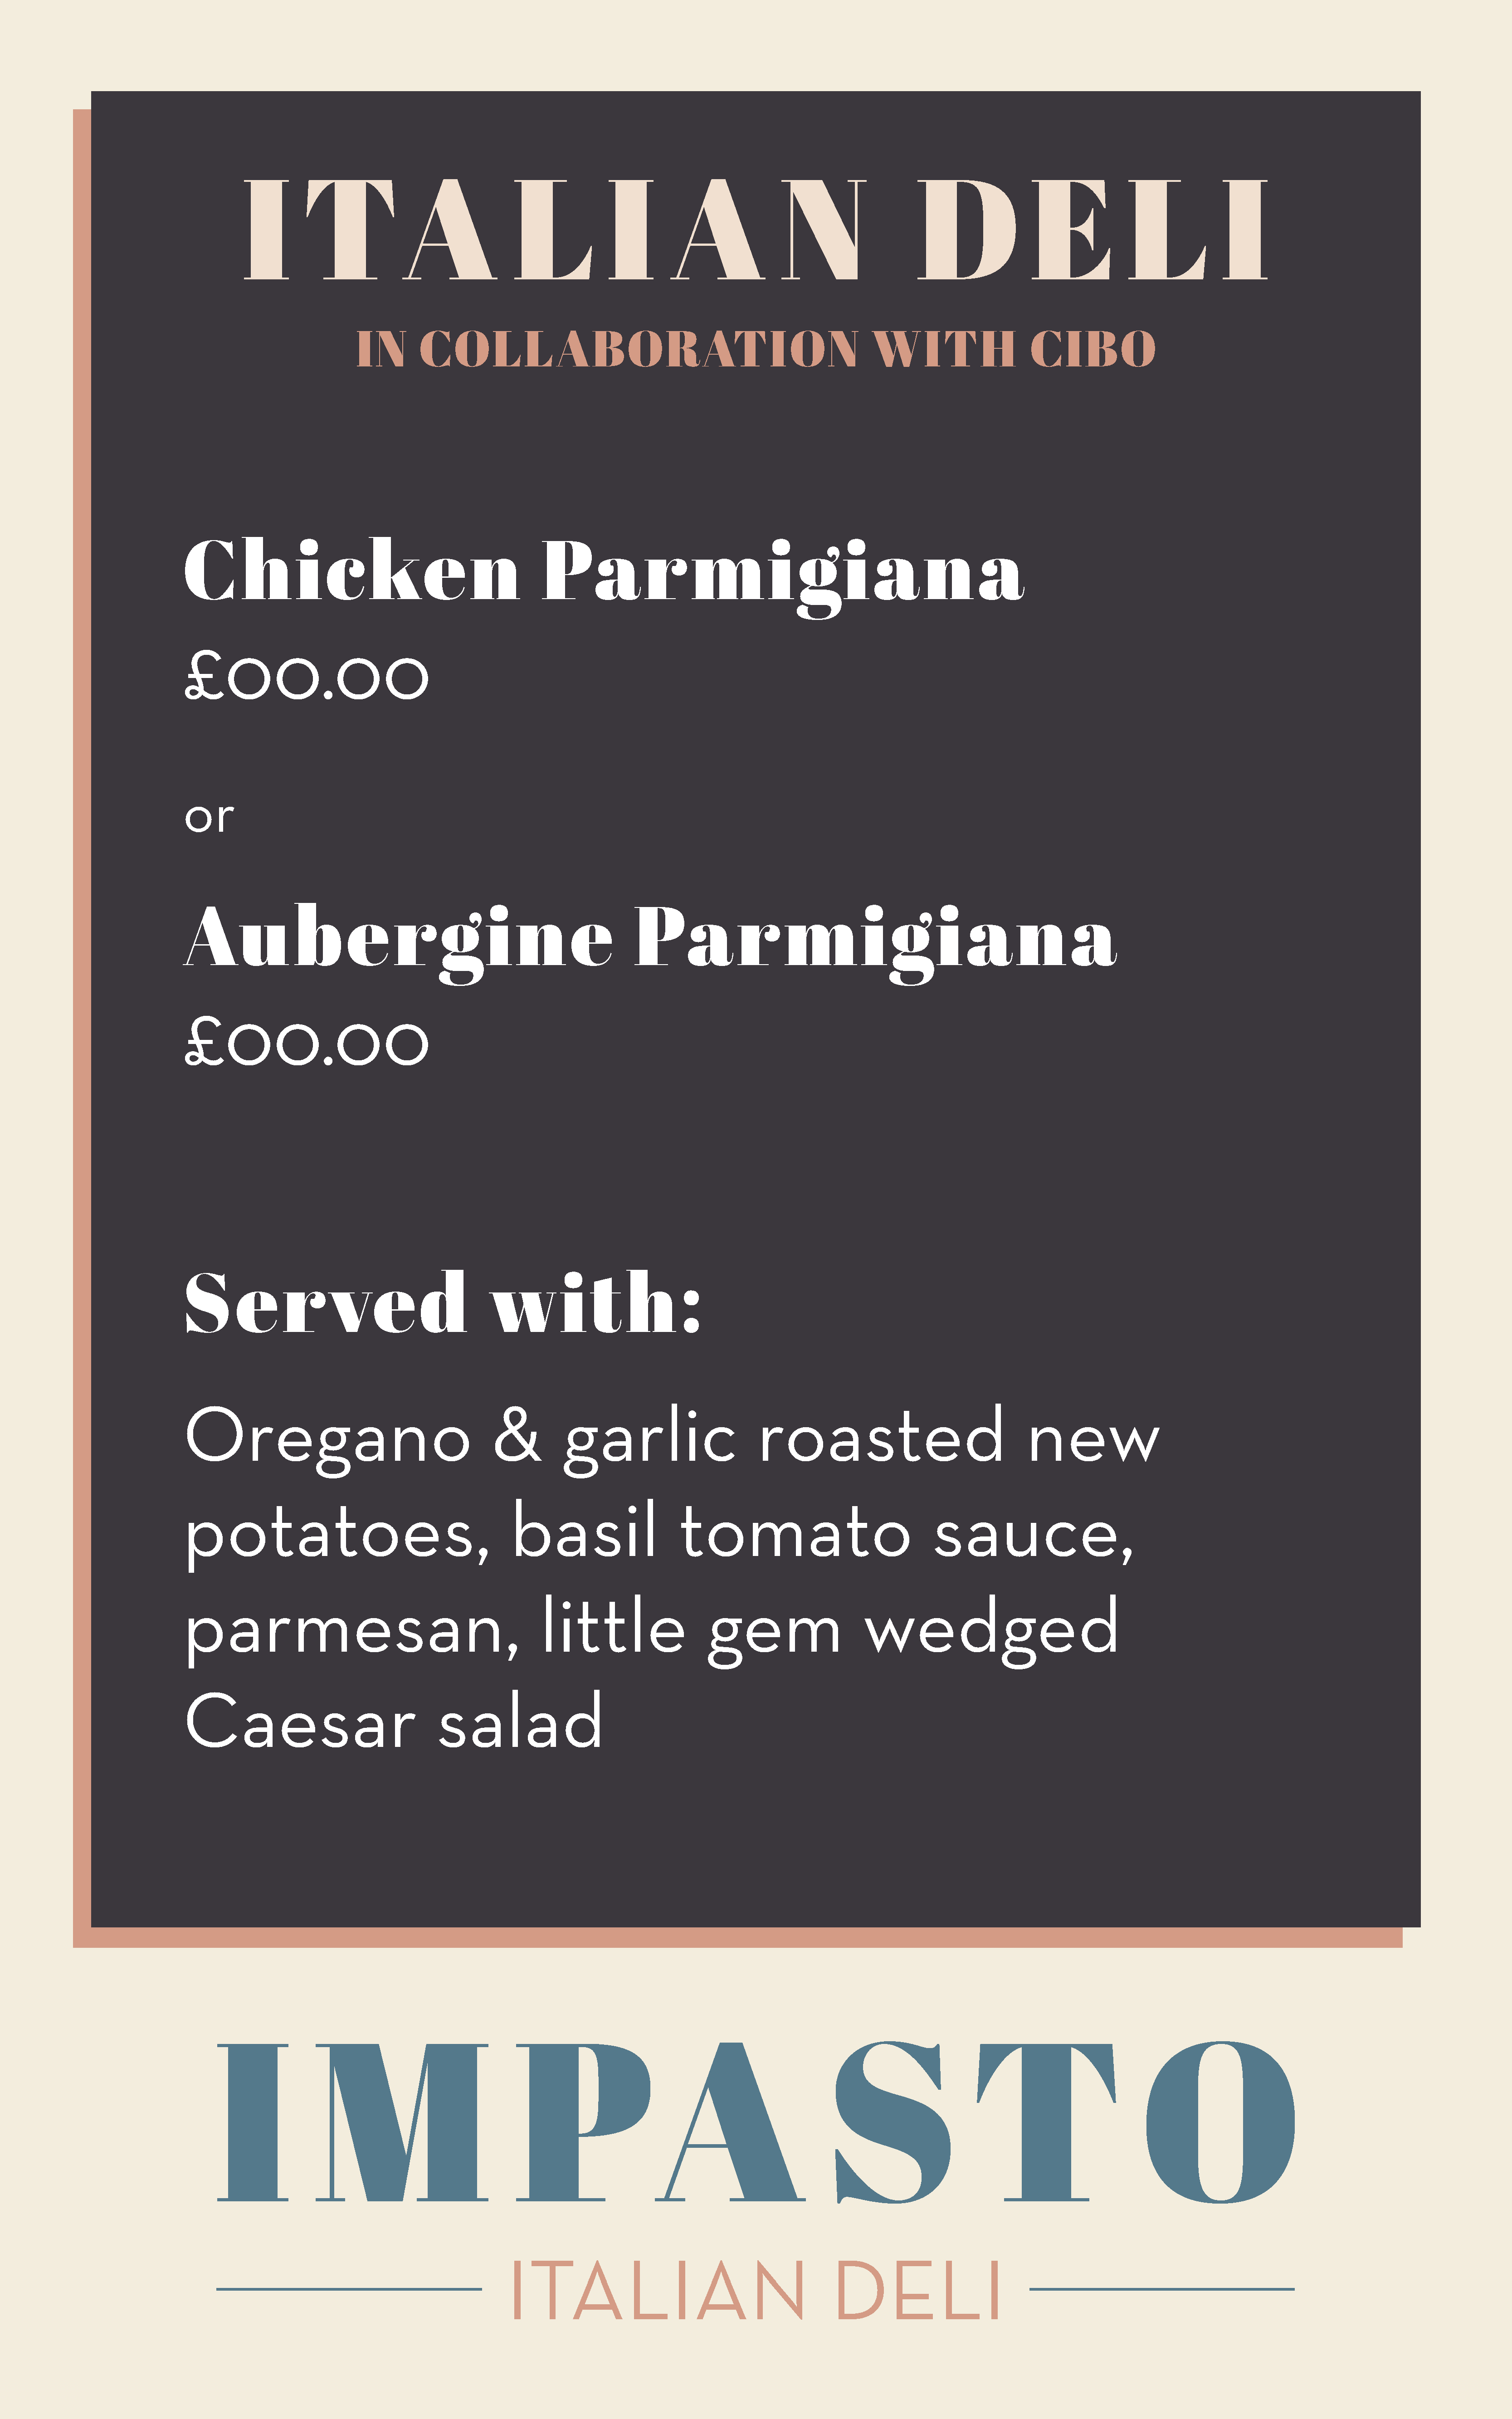 ITALIAN DELI
IN COLLABORATION WITH CIBO
Chicken Parmigiana
£00.00
or
Aubergine Parmigiana
£00.00
Served with:
Oregano & garlic roasted new
potatoes, basil tomato sauce,
parmesan, little gem wedged
Caesar salad
IMPASTO
ITALIAN DELI